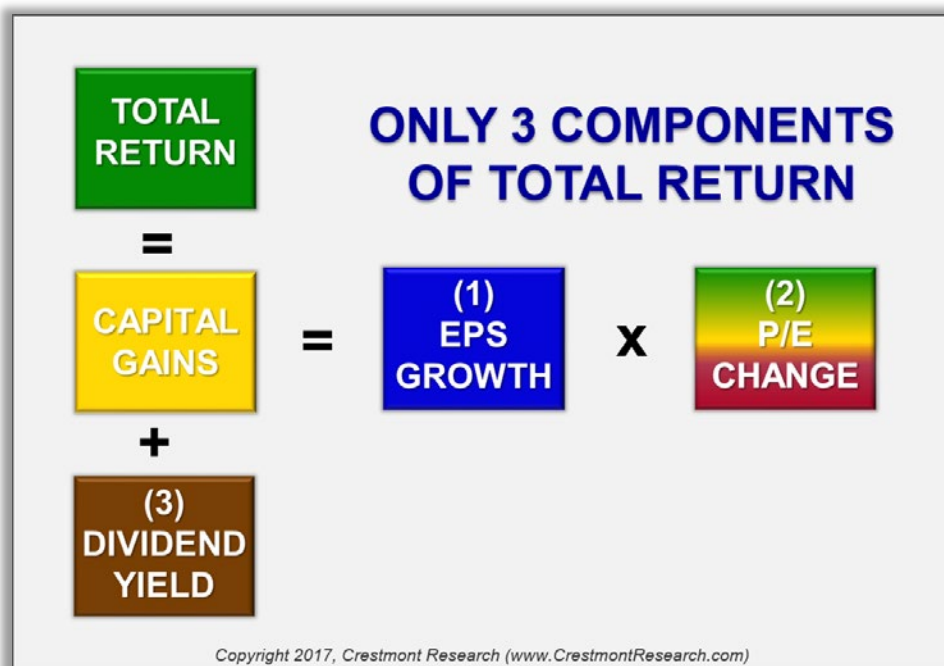 TOTAL
RETURN
ONLY 3 COMPONENTS
OF TOTAL RETURN
=
CAPITAL
GAINS
=
(1)
EPS
GROWTH
x
(2)
P/E
CHANGE
+
(3)
DIVIDEND
YIELD
Copyright 2017, Crestmont Research (www.CrestmontResearch.com)